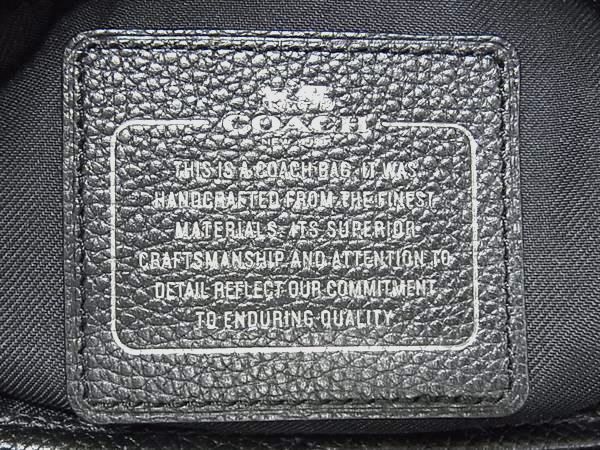 COACH
THIS IS A COACH BAG. IT WAS
HANDCRAFTED FROM THE FINEST
MATERIALS. ITS SUPERIOR
CRAFTSMANSHIP AND ATTENTION TO
DETAIL REFLECT OUR COMMITMENT
TO ENDURING QUALITY